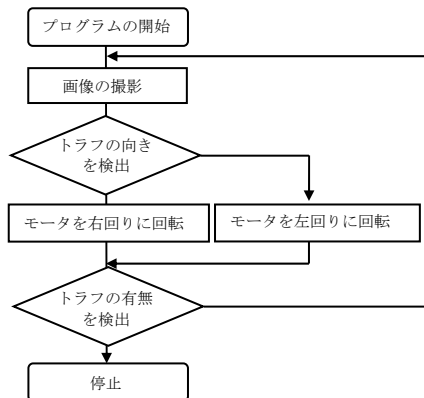 プログラムの開始
画像の撮影
トラフの向き
を検出
モータを右回りに回転
モータを左回りに回転
トラフの有無
を検出
停止